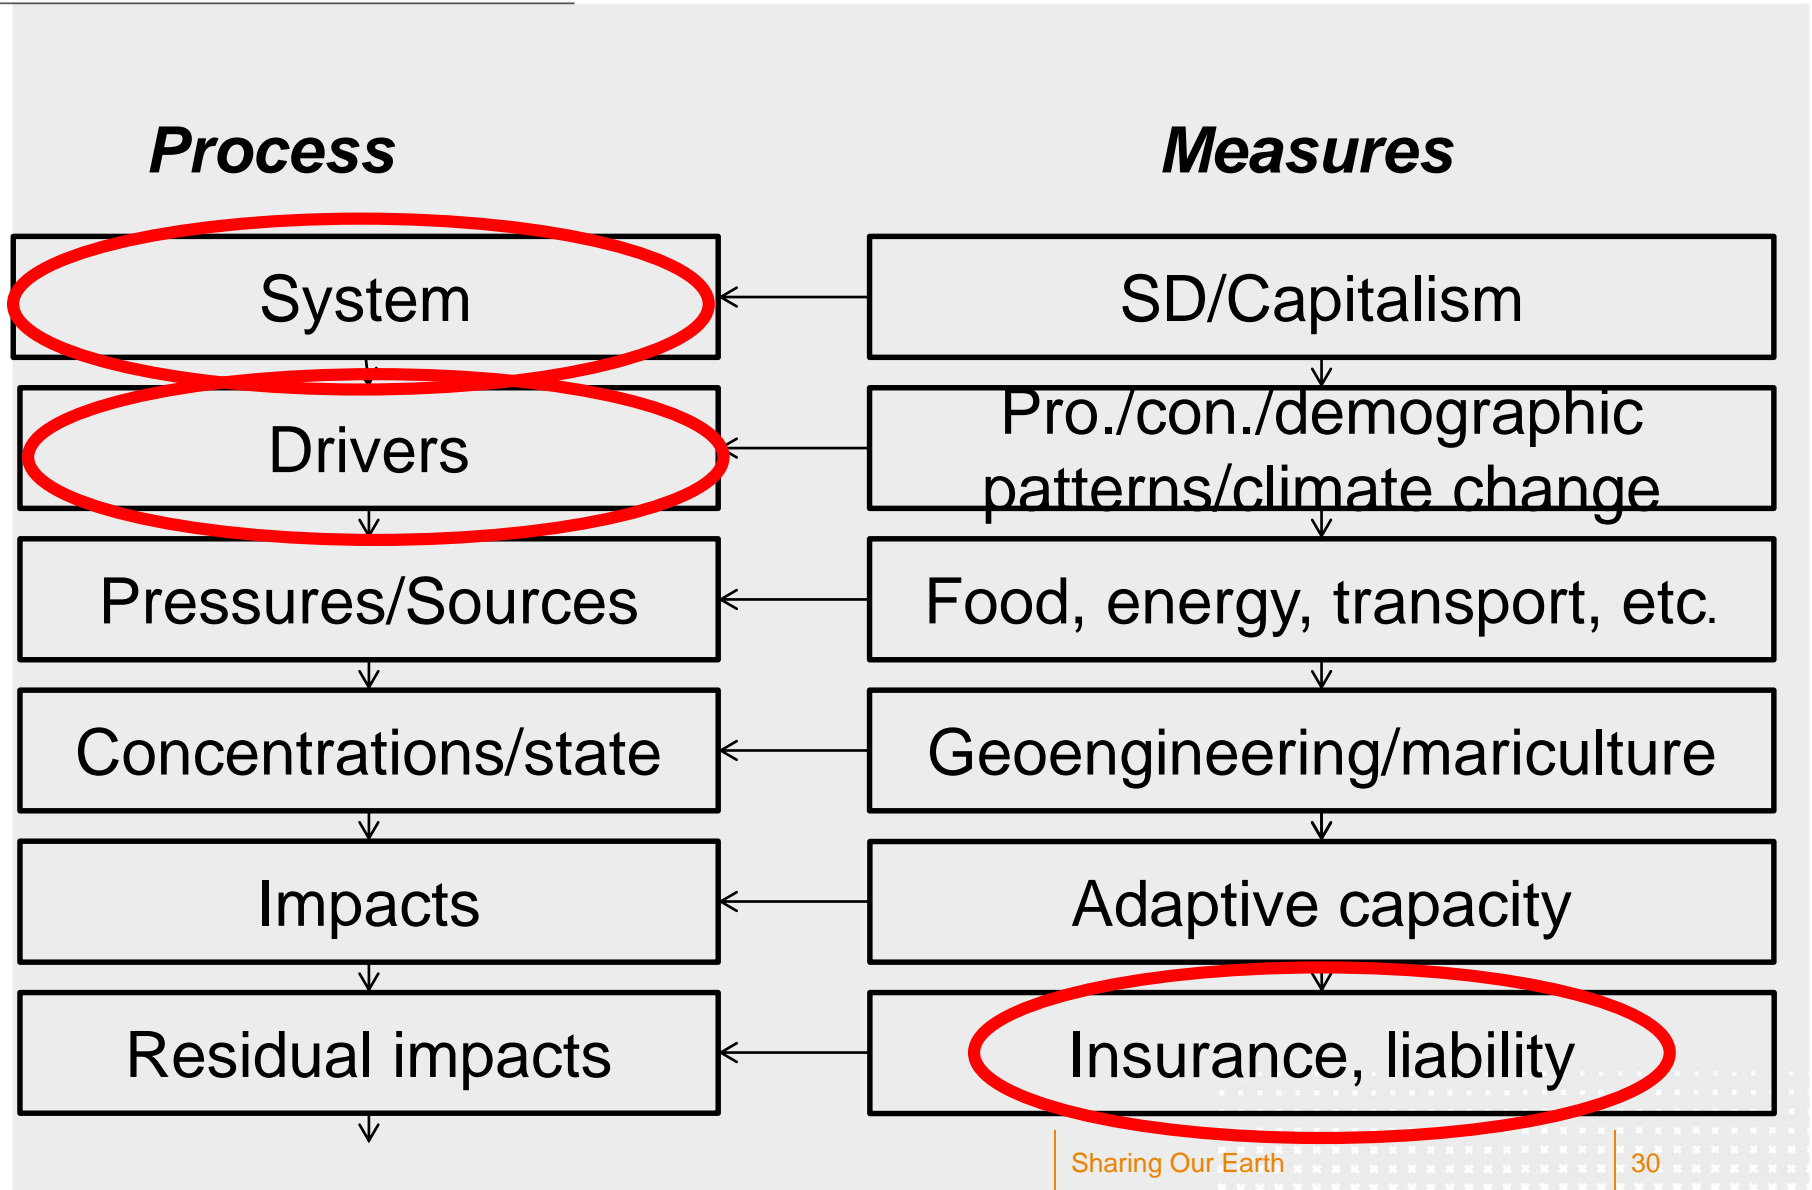 Process
Measures
System
SD/Capitalism
Drivers
Pro./con./demographic
patterns/climate change
Pressures/Sources
Food, energy, transport, etc.
Concentrations/state
Geoengineering/mariculture
Impacts
Adaptive capacity
Residual impacts
Insurance, liability
Sharing Our Earth
30